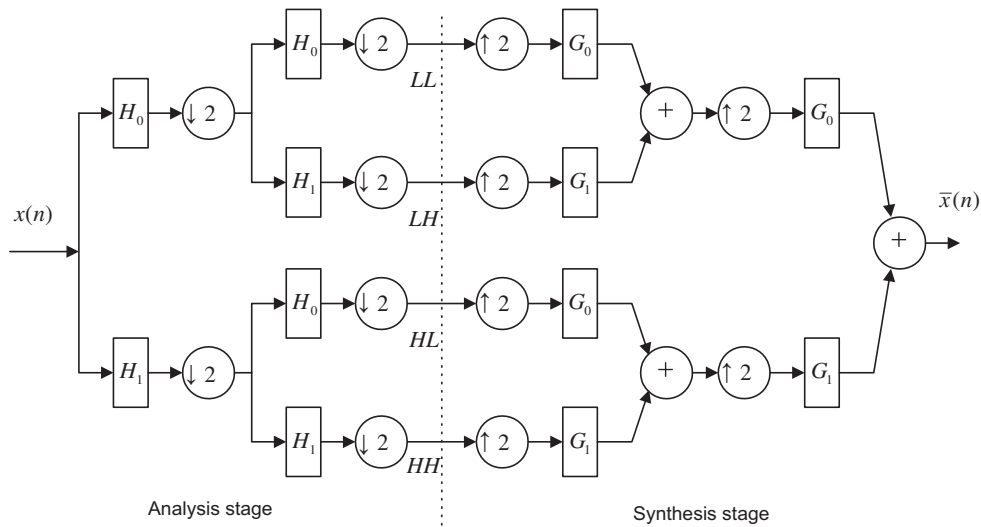 H₀ ↓ 2 LL ↑ 2 G₀
H₀ ↓ 2 + ↑ 2 G₀
H₁ ↓ 2 LH ↑ 2 G₁
x(n) x̅(n)
+
H₀ ↓ 2 HL ↑ 2 G₀
H₁ ↓ 2 + ↑ 2 G₁
H₁ ↓ 2 HH ↑ 2 G₁
Analysis stage Synthesis stage